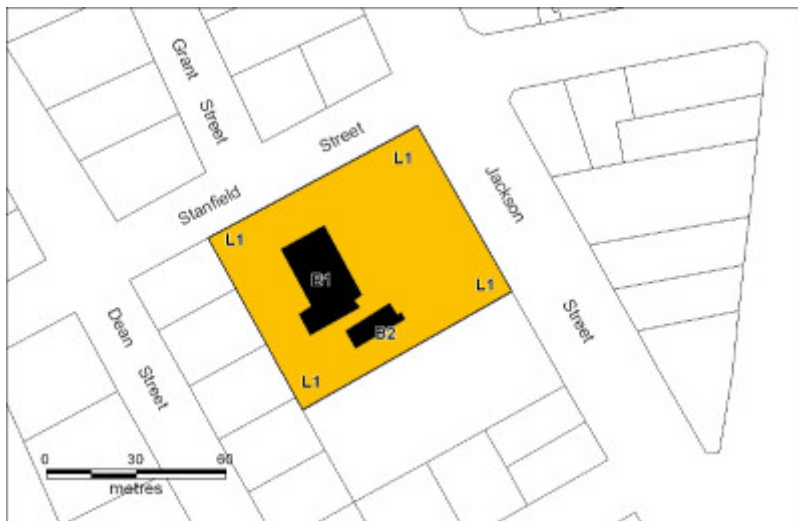 Grant
Street
Stanfield
Street
Jackson
Street
Dean
Street
L1
L1
L1
L1
B1
B2
0
30
60
metres